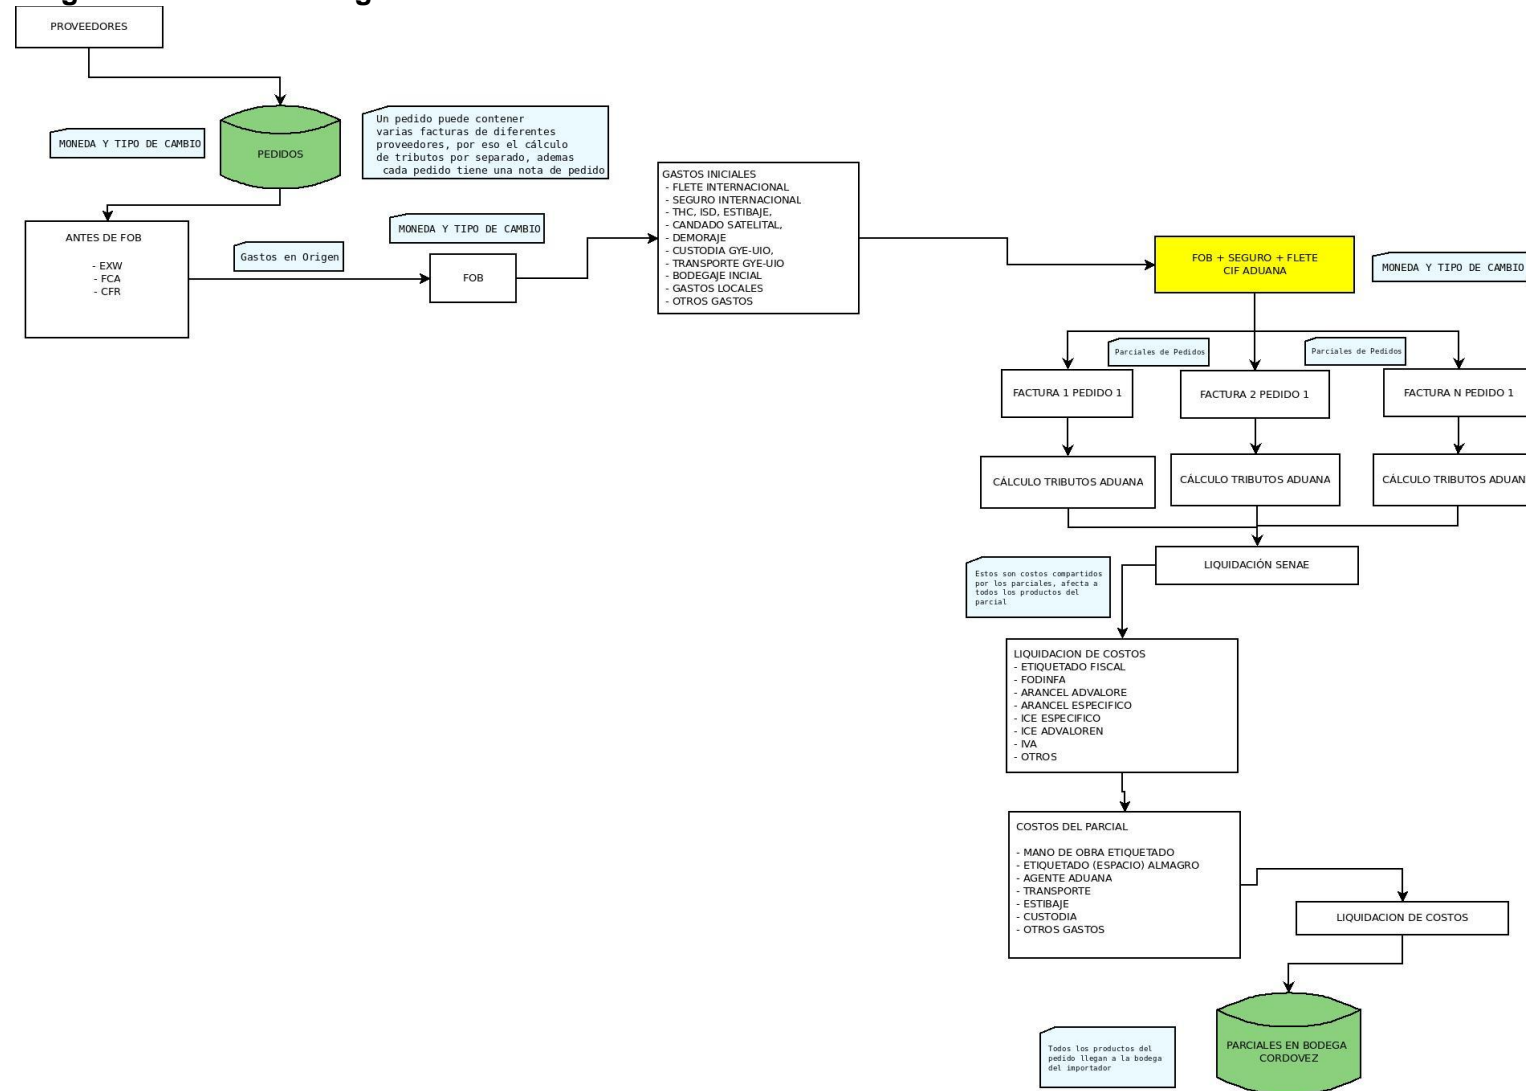 PROVEEDORES
MONEDA Y TIPO DE CAMBIO
PEDIDOS
Un pedido puede contener
varias facturas de diferentes
proveedores, por eso el cálculo
de tributos por separado, ademas
cada pedido tiene una nota de pedido
ANTES DE FOB
- EXW
- FCA
- CFR
Gastos en Origen
MONEDA Y TIPO DE CAMBIO
FOB
GASTOS INICIALES
- FLETE INTERNACIONAL
- SEGURO INTERNACIONAL
- THC, ISD, ESTIBAJE,
- CANDADO SATELITAL,
- DEMORAJE
- CUSTODIA GYE-UIO,
- TRANSPORTE GYE-UIO
- BODEGAJE INCIAL
- GASTOS LOCALES
- OTROS GASTOS
FOB + SEGURO + FLETE
CIF ADUANA
MONEDA Y TIPO DE CAMBIO
Parciales de Pedidos
Parciales de Pedidos
FACTURA 1 PEDIDO 1
FACTURA 2 PEDIDO 1
FACTURA N PEDIDO 1
CÁLCULO TRIBUTOS ADUANA
CÁLCULO TRIBUTOS ADUANA
CÁLCULO TRIBUTOS ADUAN
LIQUIDACIÓN SENAE
Estos son costos compartidos
por los parciales, afecta a
todos los productos del
parcial
LIQUIDACION DE COSTOS
- ETIQUETADO FISCAL
- FODINFA
- ARANCEL ADVALORE
- ARANCEL ESPECIFICO
- ICE ESPECIFICO
- ICE ADVALOREN
- IVA
- OTROS
COSTOS DEL PARCIAL
- MANO DE OBRA ETIQUETADO
- ETIQUETADO (ESPACIO) ALMAGRO
- AGENTE ADUANA
- TRANSPORTE
- ESTIBAJE
- CUSTODIA
- OTROS GASTOS
LIQUIDACION DE COSTOS
PARCIALES EN BODEGA
CORDOVEZ
Todos los productos del
pedido llegan a la bodega
del importador